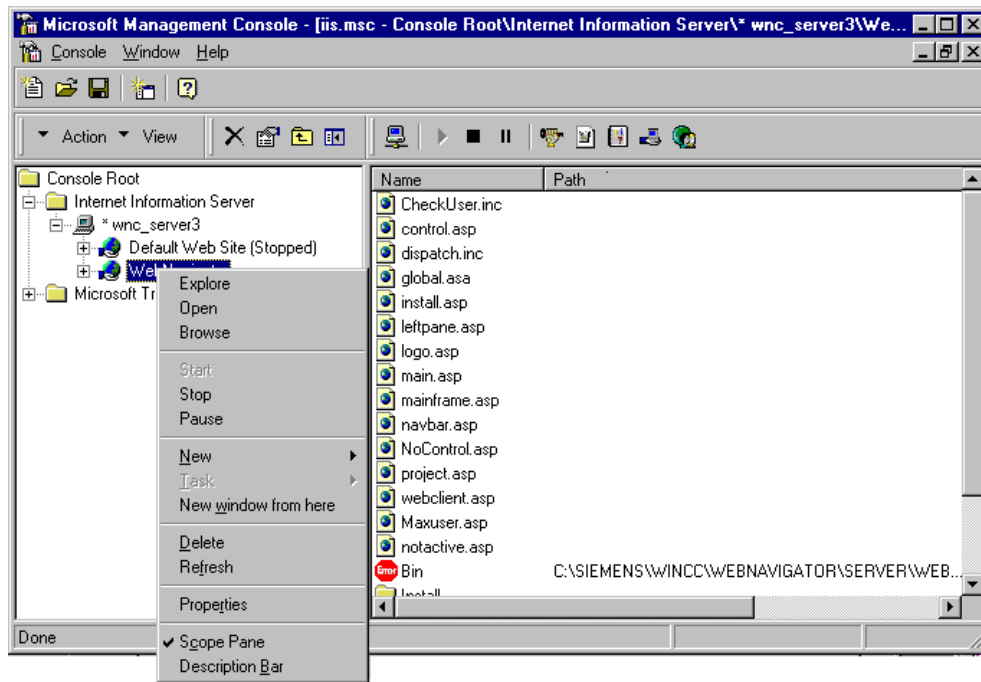 Microsoft Management Console - [iis.msc - Console Root\Internet Information Server\* wnc_server3\We...
Console Window Help
Action View
Console Root
Internet Information Server
* wnc_server3
Default Web Site (Stopped)
Microsoft Tr
Explore
Open
Browse
Start
Stop
Pause
New
Task
New window from here
Delete
Refresh
Properties
Scope Pane
Description Bar
Name Path
CheckUser.inc
control.asp
dispatch.inc
global.asa
install.asp
leftpane.asp
logo.asp
main.asp
mainframe.asp
navbar.asp
NoControl.asp
project.asp
webclient.asp
Maxuser.asp
notactive.asp
Error Bin C:\SIEMENS\WINCC\WEBNAVIGATOR\SERVER\WEB...
Install
Done